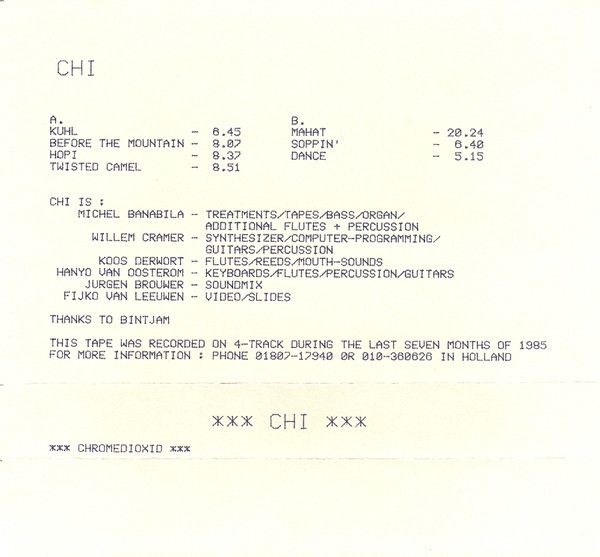 CHI
A. B.
KUHL - 6.45 MAHAT - 20.24
BEFORE THE MOUNTAIN - 8.07 SOPPIN' - 6.40
HOPI - 8.37 DANCE - 5.15
TWISTED CAMEL - 8.51
CHI IS :
MICHEL BANABILA - TREATMENTS/TAPES/BASS/ORGAN/
ADDITIONAL FLUTES + PERCUSSION
WILLEM CRAMER - SYNTHESIZER/COMPUTER-PROGRAMMING/
GUITARS/PERCUSSION
KOOS DERWORT - FLUTES/REEDS/MOUTH-SOUNDS
HANYO VAN OOSTEROM - KEYBOARDS/FLUTES/PERCUSSION/GUITARS
JURGEN BROUWER - SOUNDMIX
FIJKO VAN LEEUWEN - VIDEO/SLIDES
THANKS TO BINTJAM
THIS TAPE WAS RECORDED ON 4-TRACK DURING THE LAST SEVEN MONTHS OF 1985
FOR MORE INFORMATION : PHONE 01807-17940 OR 010-360626 IN HOLLAND
*** CHI ***
*** CHROMEDIOXID ***